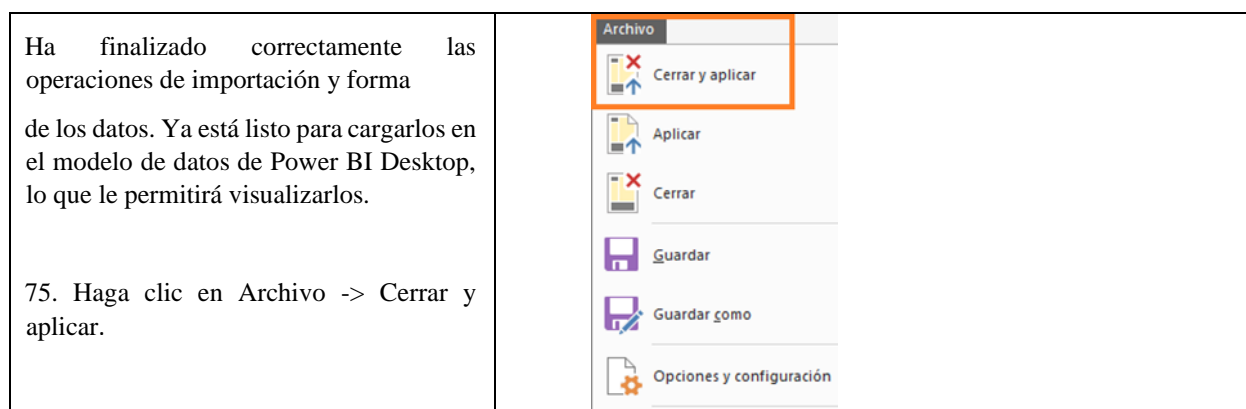 Ha finalizado correctamente las
operaciones de importación y forma
de los datos. Ya está listo para cargarlos en
el modelo de datos de Power BI Desktop,
lo que le permitirá visualizarlos.
75. Haga clic en Archivo -> Cerrar y
aplicar.
Archivo
Cerrar y aplicar
Aplicar
Cerrar
Guardar
Guardar como
Opciones y configuración